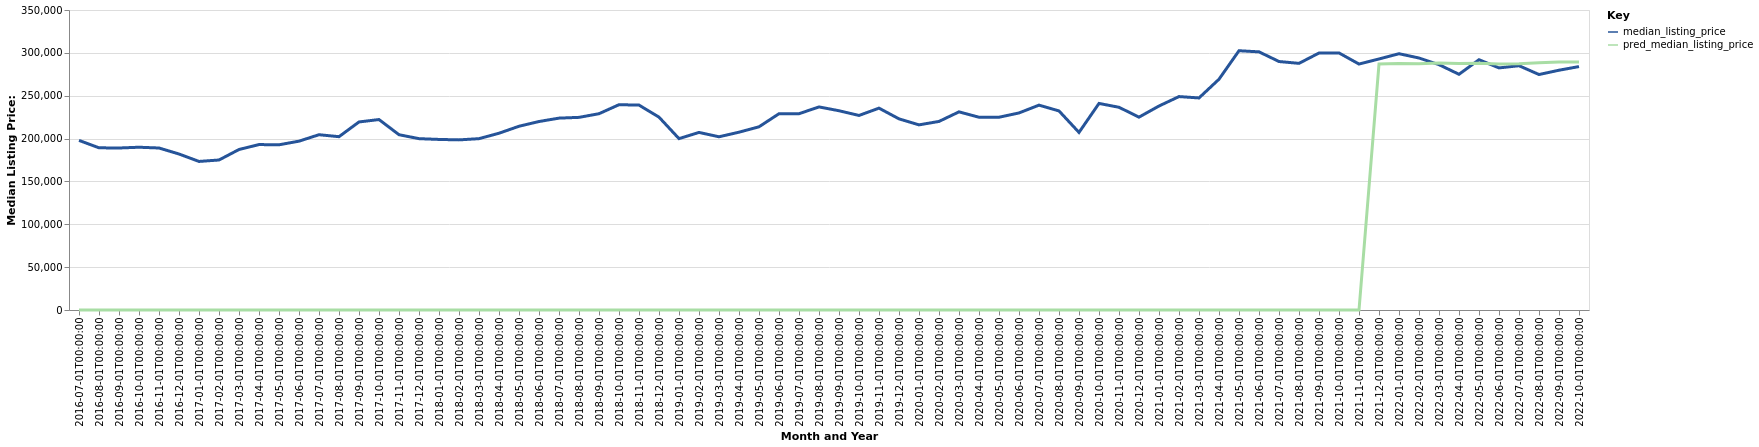 350,000
300,000
250,000
200,000
150,000
100,000
50,000
0
Median Listing Price:
2016-07-01T00:00:00
2016-08-01T00:00:00
2016-09-01T00:00:00
2016-10-01T00:00:00
2016-11-01T00:00:00
2016-12-01T00:00:00
2017-01-01T00:00:00
2017-02-01T00:00:00
2017-03-01T00:00:00
2017-04-01T00:00:00
2017-05-01T00:00:00
2017-06-01T00:00:00
2017-07-01T00:00:00
2017-08-01T00:00:00
2017-09-01T00:00:00
2017-10-01T00:00:00
2017-11-01T00:00:00
2017-12-01T00:00:00
2018-01-01T00:00:00
2018-02-01T00:00:00
2018-03-01T00:00:00
2018-04-01T00:00:00
2018-05-01T00:00:00
2018-06-01T00:00:00
2018-07-01T00:00:00
2018-08-01T00:00:00
2018-09-01T00:00:00
2018-10-01T00:00:00
2018-11-01T00:00:00
2018-12-01T00:00:00
2019-01-01T00:00:00
2019-02-01T00:00:00
2019-03-01T00:00:00
2019-04-01T00:00:00
2019-05-01T00:00:00
2019-06-01T00:00:00
2019-07-01T00:00:00
2019-08-01T00:00:00
2019-09-01T00:00:00
2019-10-01T00:00:00
2019-11-01T00:00:00
2019-12-01T00:00:00
2020-01-01T00:00:00
2020-02-01T00:00:00
2020-03-01T00:00:00
2020-04-01T00:00:00
2020-05-01T00:00:00
2020-06-01T00:00:00
2020-07-01T00:00:00
2020-08-01T00:00:00
2020-09-01T00:00:00
2020-10-01T00:00:00
2020-11-01T00:00:00
2020-12-01T00:00:00
2021-01-01T00:00:00
2021-02-01T00:00:00
2021-03-01T00:00:00
2021-04-01T00:00:00
2021-05-01T00:00:00
2021-06-01T00:00:00
2021-07-01T00:00:00
2021-08-01T00:00:00
2021-09-01T00:00:00
2021-10-01T00:00:00
2021-11-01T00:00:00
2021-12-01T00:00:00
2022-01-01T00:00:00
2022-02-01T00:00:00
2022-03-01T00:00:00
2022-04-01T00:00:00
2022-05-01T00:00:00
2022-06-01T00:00:00
2022-07-01T00:00:00
2022-08-01T00:00:00
2022-09-01T00:00:00
2022-10-01T00:00:00
Month and Year
Key
median_listing_price
pred_median_listing_price